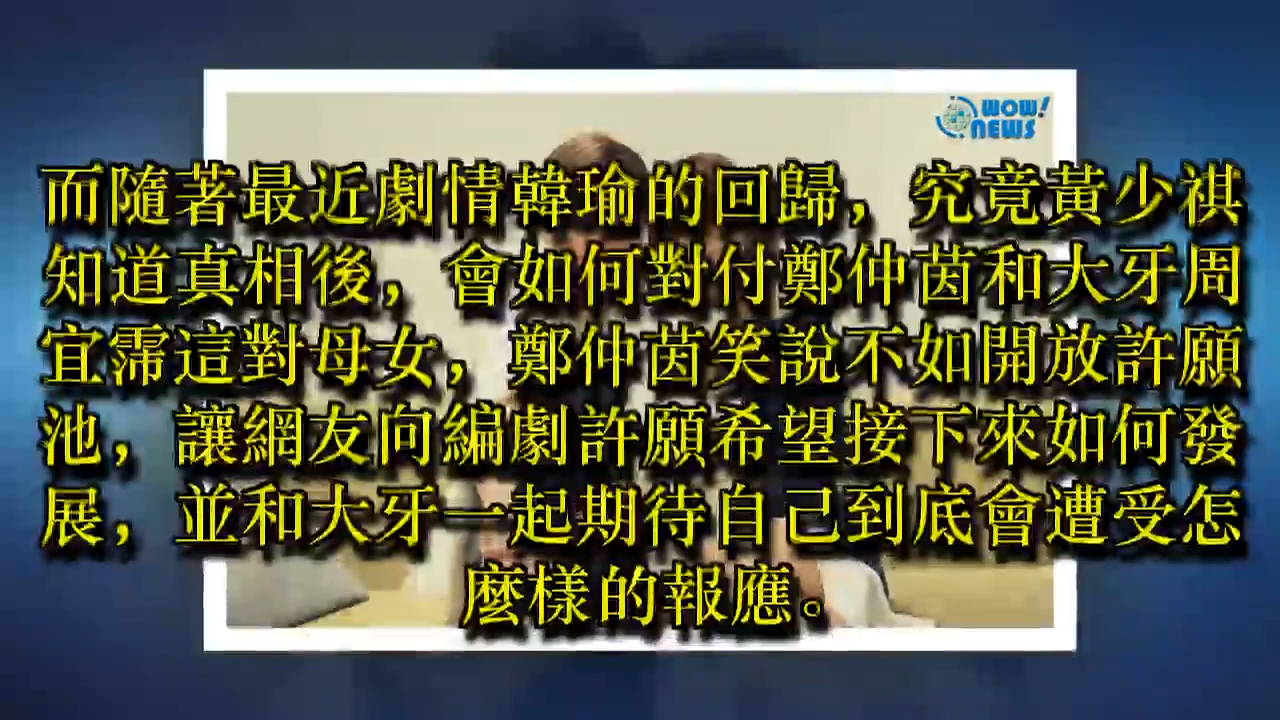 WOW!
NEWS
而隨著最近劇情韓瑜的回歸，究竟黃少祺
知道真相後，會如何對付鄭仲茵和大牙周
宜霈這對母女，鄭仲茵笑說不如開放許願
池，讓網友向編劇許願希望接下來如何發
展，並和大牙一起期待自己到底會遭受怎
麼樣的報應。